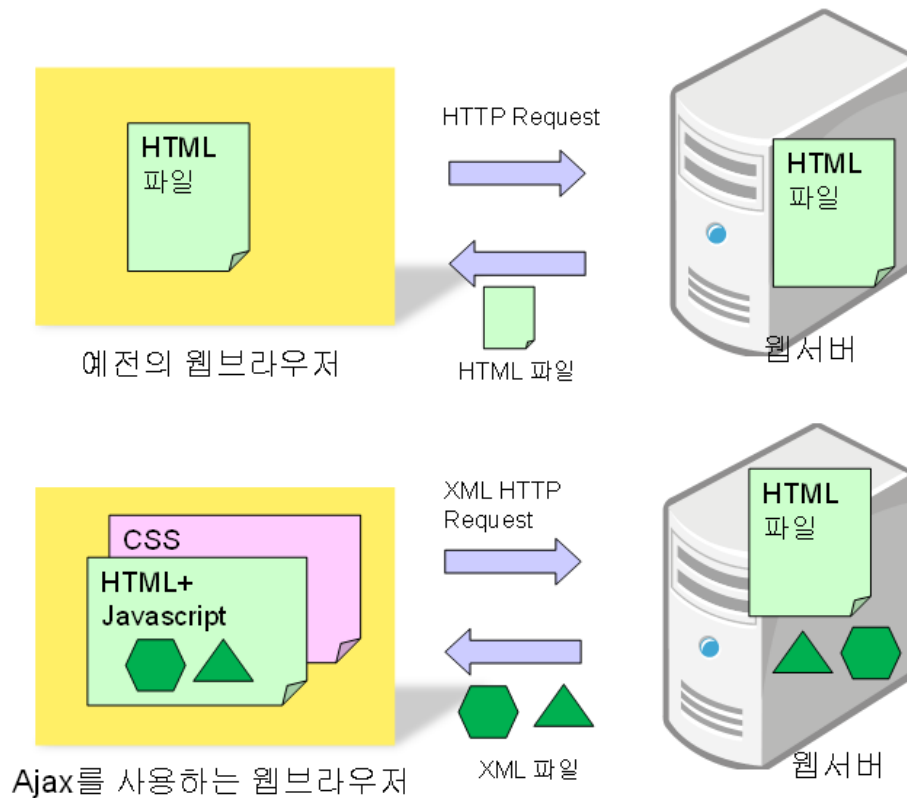 HTTP Request
HTML
파일
HTML
파일
예전의 웹브라우저
HTML 파일
웹서버
XML HTTP
Request
CSS
HTML+
Javascript
HTML
파일
Ajax를 사용하는 웹브라우저
XML 파일
웹서버